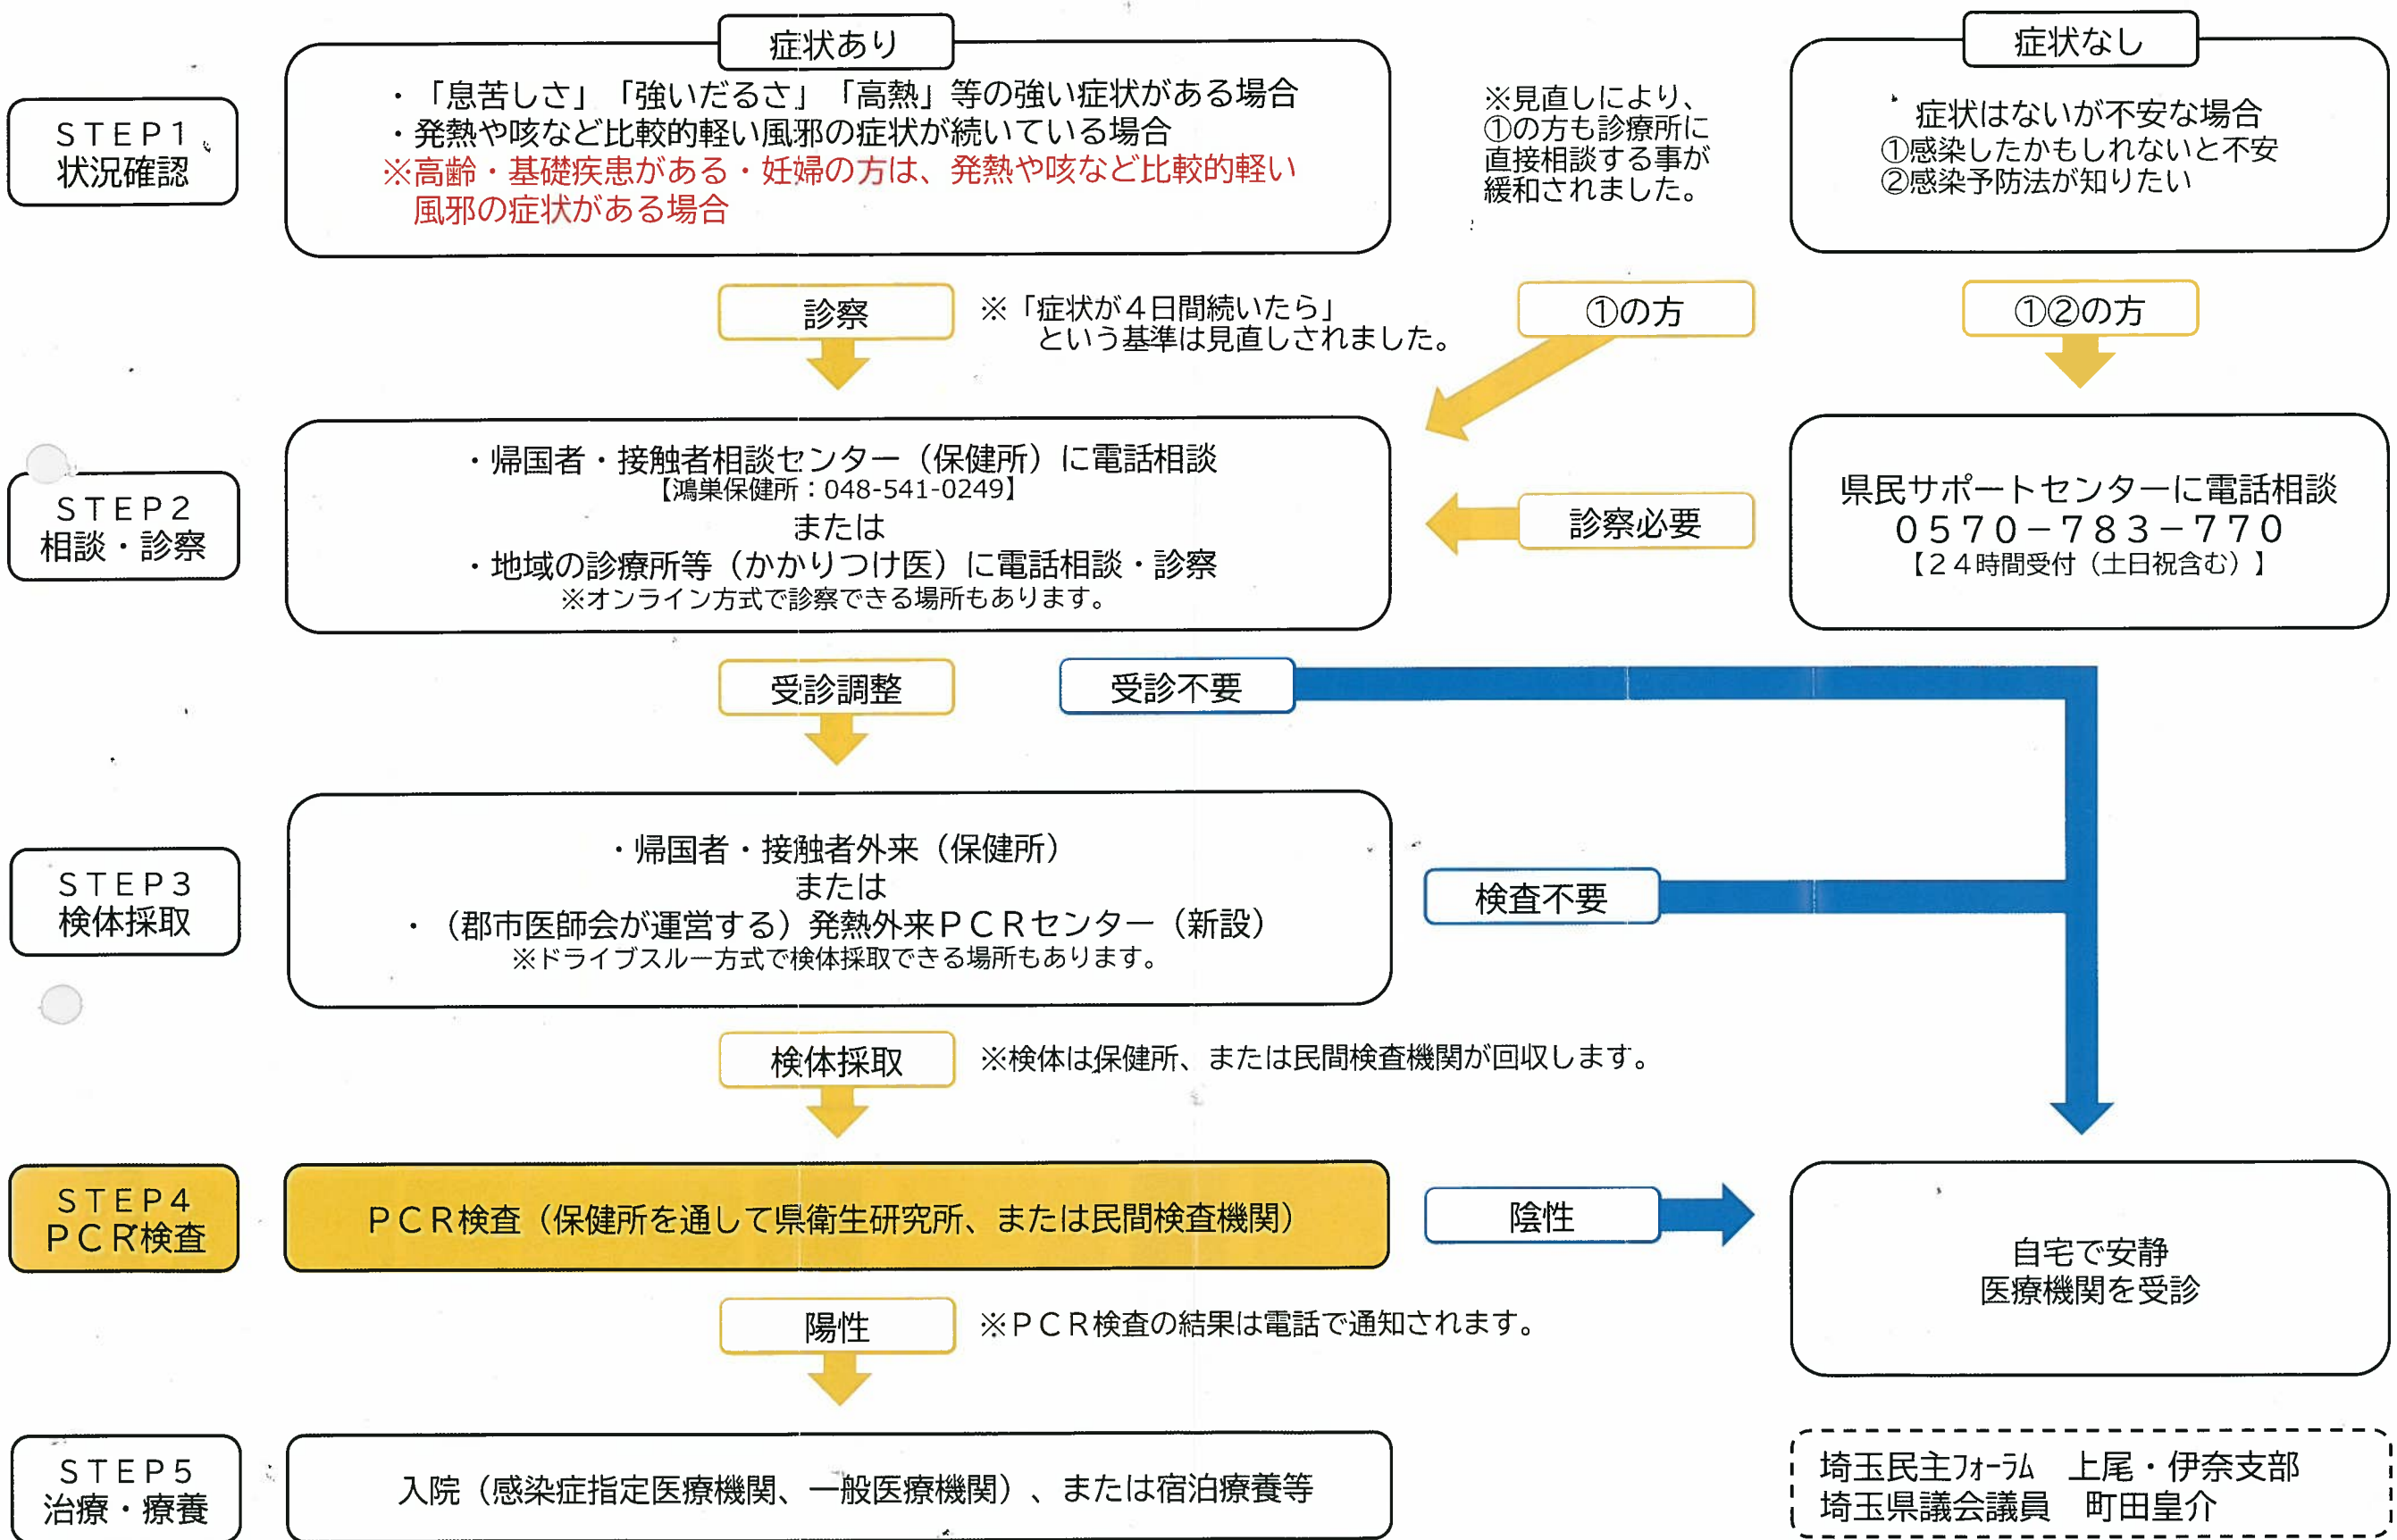 症状あり
症状なし
STEP1
状況確認
・「息苦しさ」「強いだるさ」「高熱」等の強い症状がある場合
・発熱や咳など比較的軽い風邪の症状が続いている場合
※高齢・基礎疾患がある・妊婦の方は、発熱や咳など比較的軽い
風邪の症状がある場合
※見直しにより、
①の方も診療所に
直接相談する事が
緩和されました。
症状はないが不安な場合
①感染したかもしれないと不安
②感染予防法が知りたい
診察
※「症状が4日間続いたら」
という基準は見直しされました。
①の方
①②の方
STEP2
相談・診察
・帰国者・接触者相談センター（保健所）に電話相談
【鴻巣保健所：048-541-0249】
または
・地域の診療所等（かかりつけ医）に電話相談・診察
※オンライン方式で診察できる場所もあります。
診察必要
県民サポートセンターに電話相談
０５７０－７８３－７７０
【２４時間受付（土日祝含む）】
受診調整
受診不要
STEP3
検体採取
・帰国者・接触者外来（保健所）
または
・（郡市医師会が運営する）発熱外来ＰＣＲセンター（新設）
※ドライブスルー方式で検体採取できる場所もあります。
検査不要
検体採取
※検体は保健所、または民間検査機関が回収します。
STEP4
ＰＣＲ検査
ＰＣＲ検査（保健所を通して県衛生研究所、または民間検査機関）
陰性
自宅で安静
医療機関を受診
陽性
※ＰＣＲ検査の結果は電話で通知されます。
STEP5
治療・療養
入院（感染症指定医療機関、一般医療機関）、または宿泊療養等
埼玉民主ﾌｫｰﾗﾑ　上尾・伊奈支部
埼玉県議会議員　町田皇介